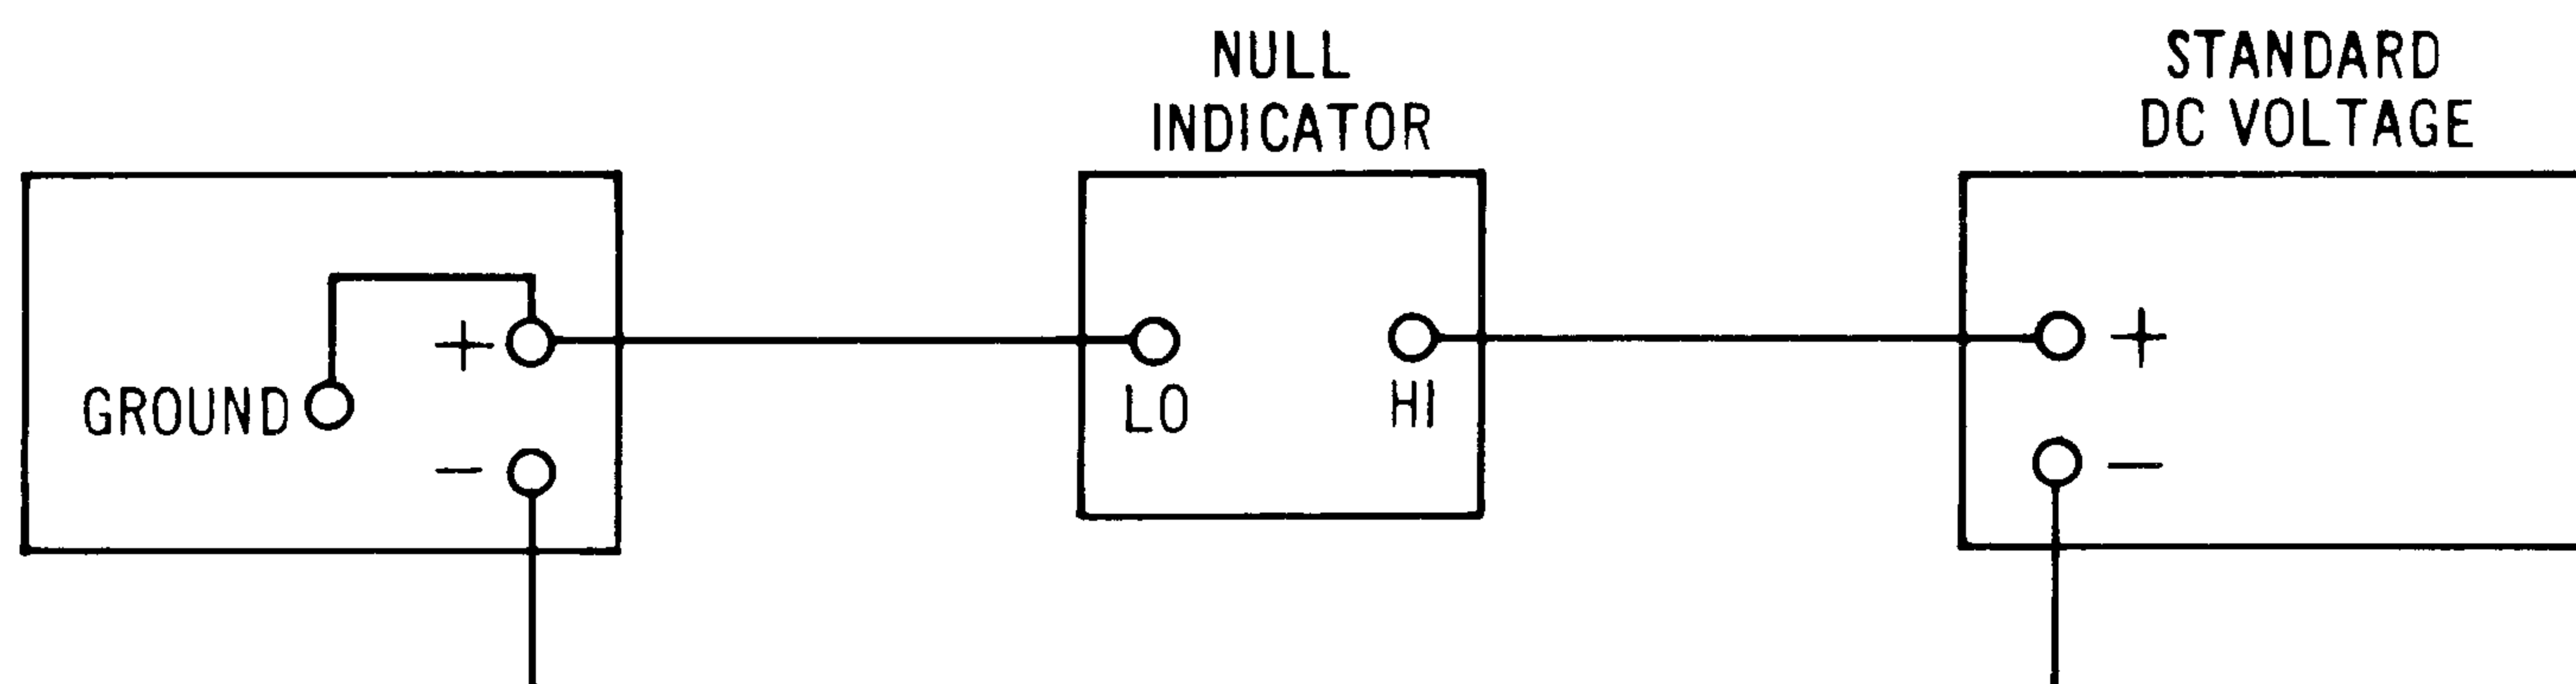 NULL
INDICATOR
STANDARD
DC VOLTAGE
+
GROUND
−
LO
HI
+
−